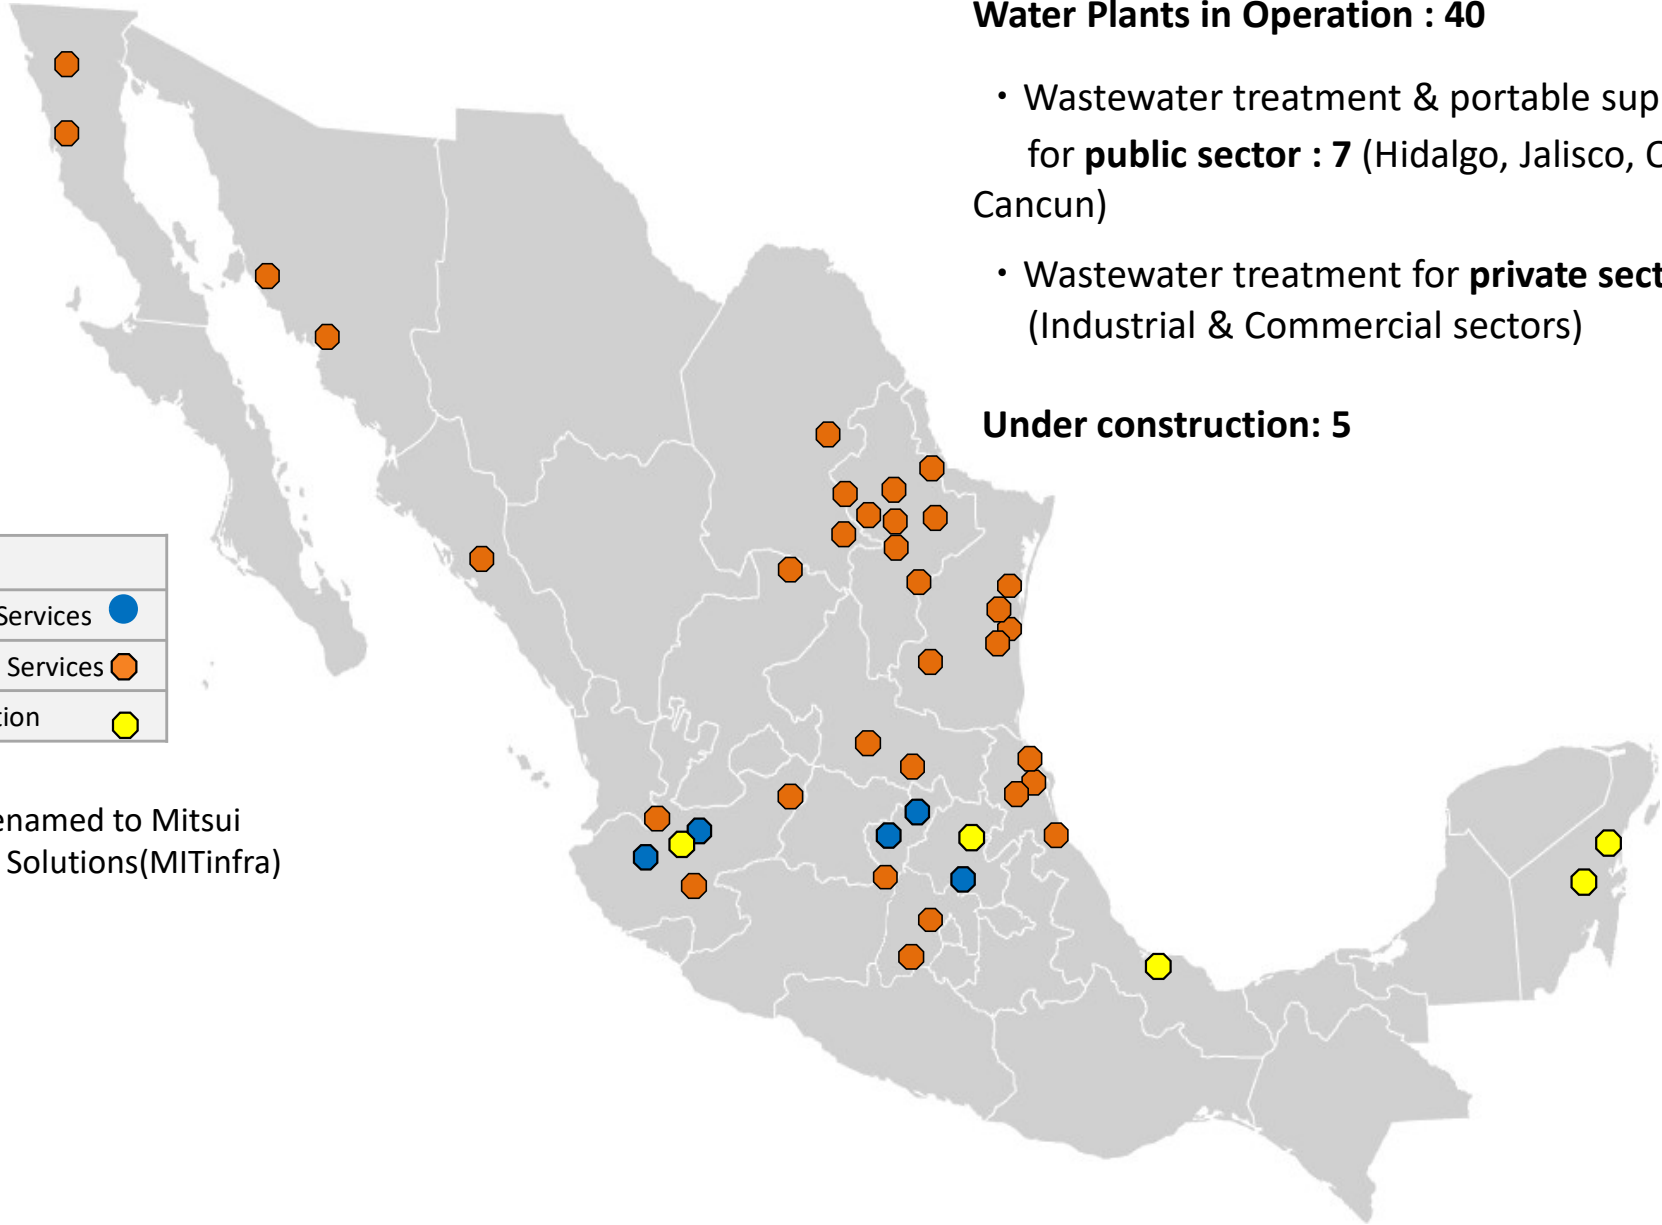 Water Plants in Operation : 40
・Wastewater treatment & portable sup
for public sector : 7 (Hidalgo, Jalisco,
Cancun)
・Wastewater treatment for private sect
(Industrial & Commercial sectors)
Under construction: 5
Services
Services
tion
enamed to Mitsui
Solutions(MITinfra)